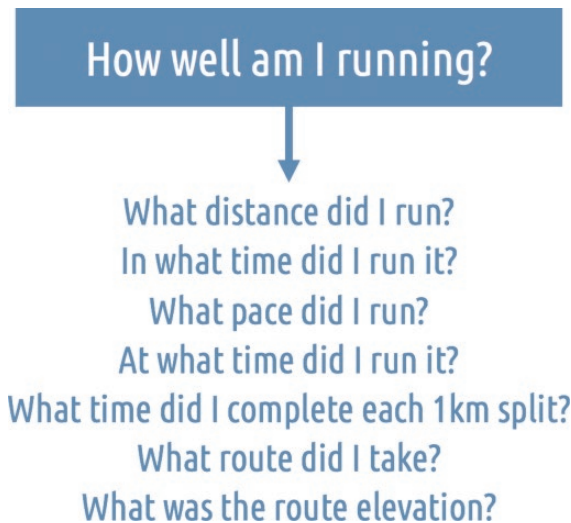 How well am I running?
What distance did I run?
In what time did I run it?
What pace did I run?
At what time did I run it?
What time did I complete each 1km split?
What route did I take?
What was the route elevation?